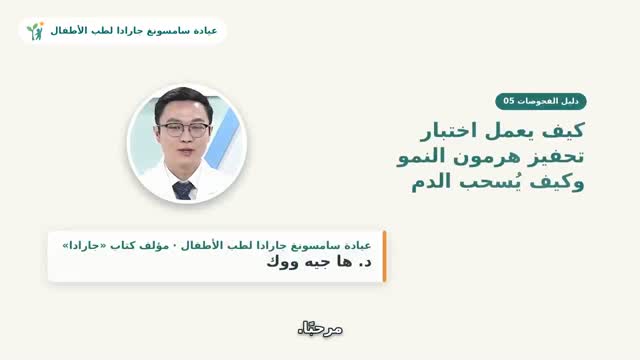 عيادة سامسونغ جارادا لطب الأطفال
دليل الفحوصات 05
كيف يعمل اختبار
تحفيز هرمون النمو
وكيف يُسحب الدم
عيادة سامسونغ جارادا لطب الأطفال · مؤلف كتاب «جارادا»
د. ها جيه ووك
مرحبًا.